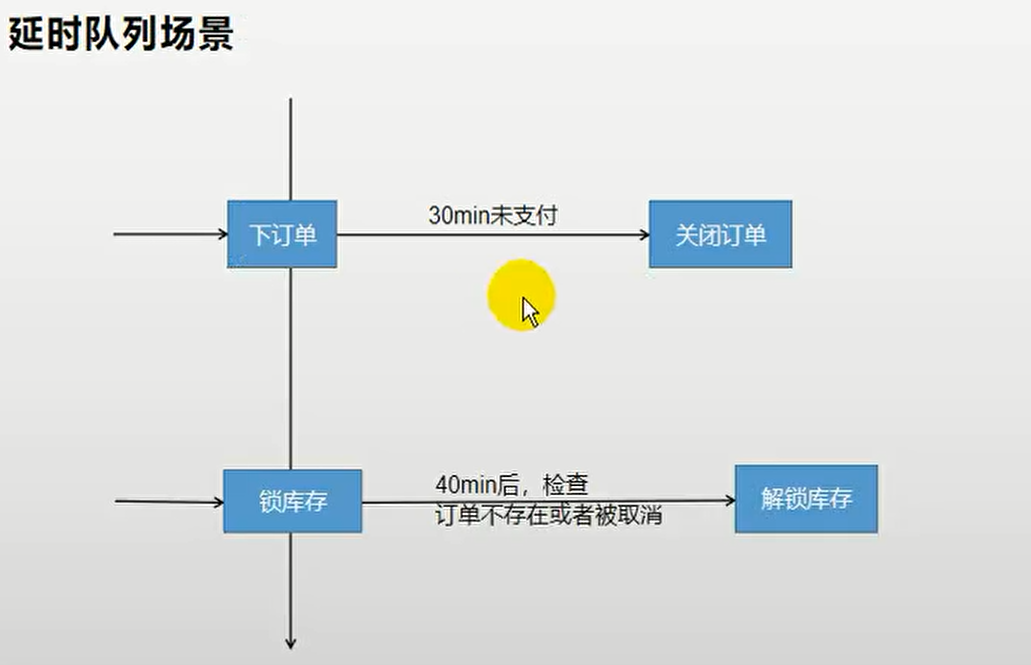 延时队列场景
30min未支付
下订单
关闭订单
40min后，检查
订单不存在或者被取消
锁库存
解锁库存